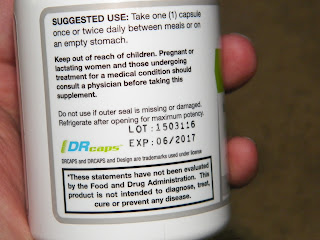 SUGGESTED USE: Take one (1) capsule
once or twice daily between meals or on
an empty stomach.
Keep out of reach of children. Pregnant or
lactating women and those undergoing
treatment for a medical condition should
consult a physician before taking this
supplement.
Do not use if outer seal is missing or damaged.
Refrigerate after opening for maximum potency.
LOT: 1503116
DRcaps EXP: 06/2017
DRCAPS and DRCAPS and Design are trademarks used under license
*These statements have not been evaluated
by the Food and Drug Administration. This
product is not intended to diagnose, treat,
cure or prevent any disease.